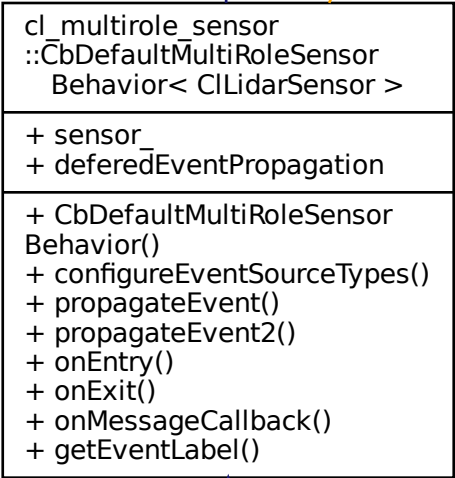 cl_multirole_sensor
::CbDefaultMultiRoleSensor
Behavior< ClLidarSensor >
+ sensor_
+ deferedEventPropagation
+ CbDefaultMultiRoleSensor
Behavior()
+ configureEventSourceTypes()
+ propagateEvent()
+ propagateEvent2()
+ onEntry()
+ onExit()
+ onMessageCallback()
+ getEventLabel()